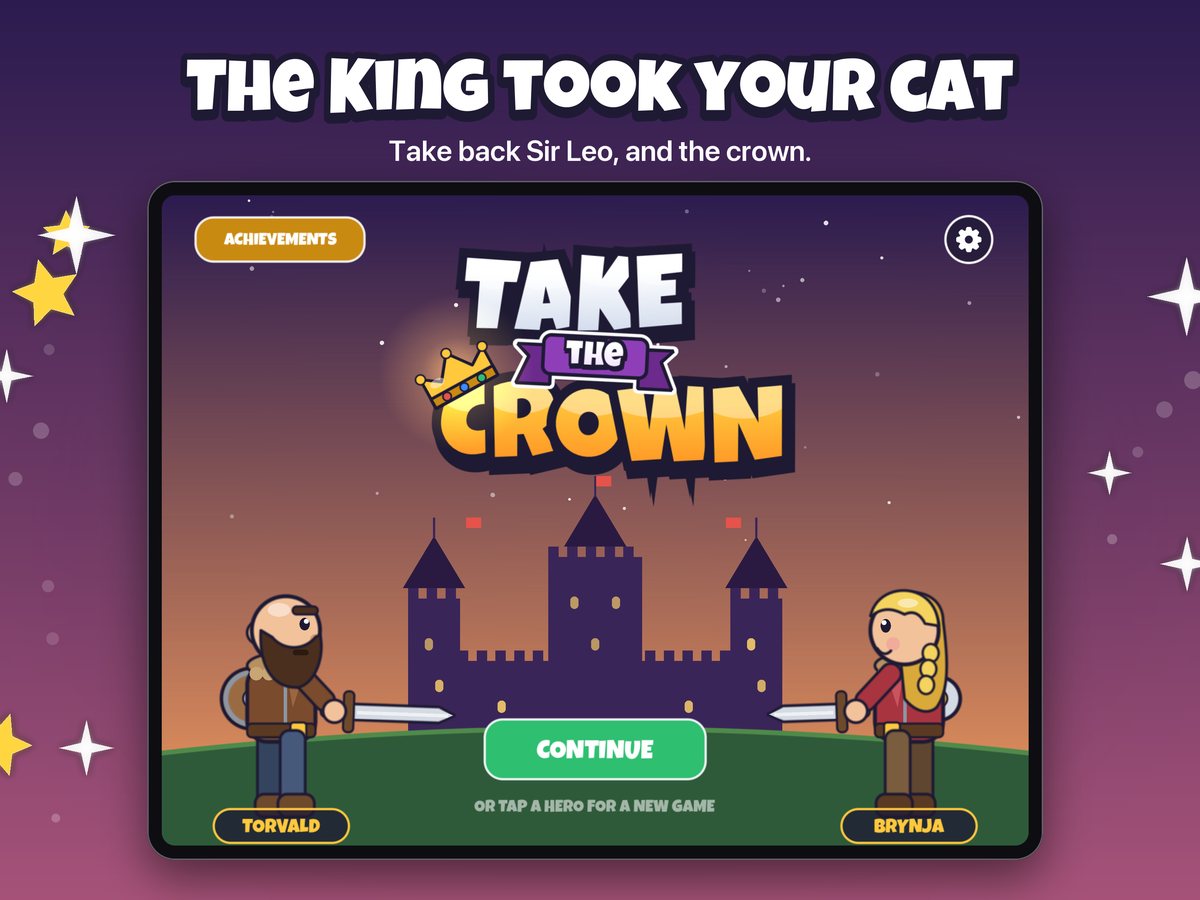 THE KING TOOK YOUR CAT
Take back Sir Leo, and the crown.
ACHIEVEMENTS
TAKE
THE
CROWN
CONTINUE
OR TAP A HERO FOR A NEW GAME
TORVALD
BRYNJA